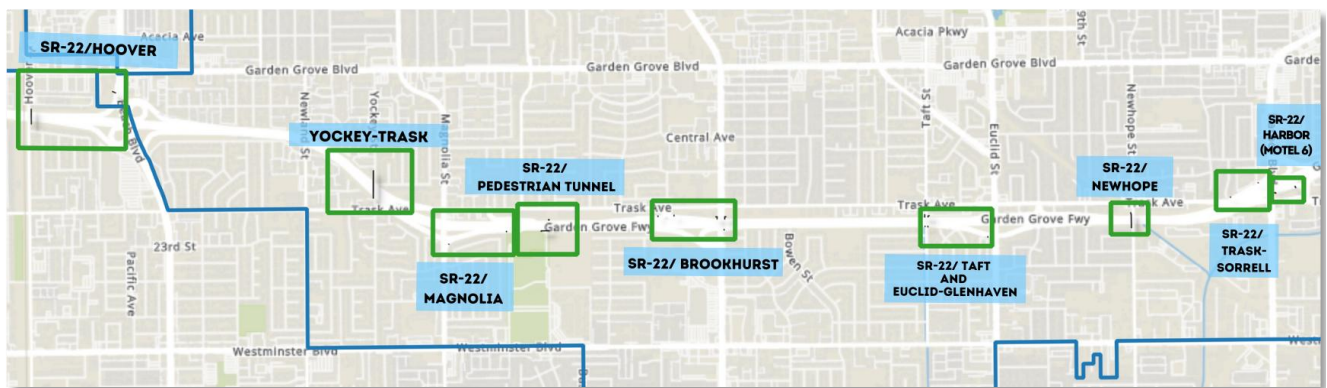 Acacia Ave
Acacia Pkwy
9th St
SR-22/HOOVER
Garden Grove Blvd
Garden Grove Blvd
Garden Grove Blvd
Garde
Hoover
Beach Blvd
Newland St
Yockey St
Magnolia St
Taft St
Euclid St
Newhope St
Central Ave
YOCKEY-TRASK
SR-22/
PEDESTRIAN TUNNEL
SR-22/
NEWHOPE
SR-22/
HARBOR
(MOTEL 6)
Trask Ave
Trask Ave
Trask Ave
Trask Ave
Garden Grove Fwy
Garden Grove Fwy
23rd St
Pacific Ave
SR-22/
MAGNOLIA
SR-22/ BROOKHURST
Bowen St
SR-22/ TAFT
AND
EUCLID-GLENHAVEN
SR-22/
TRASK-
SORRELL
Westminster Blvd
Westminster Blvd
West